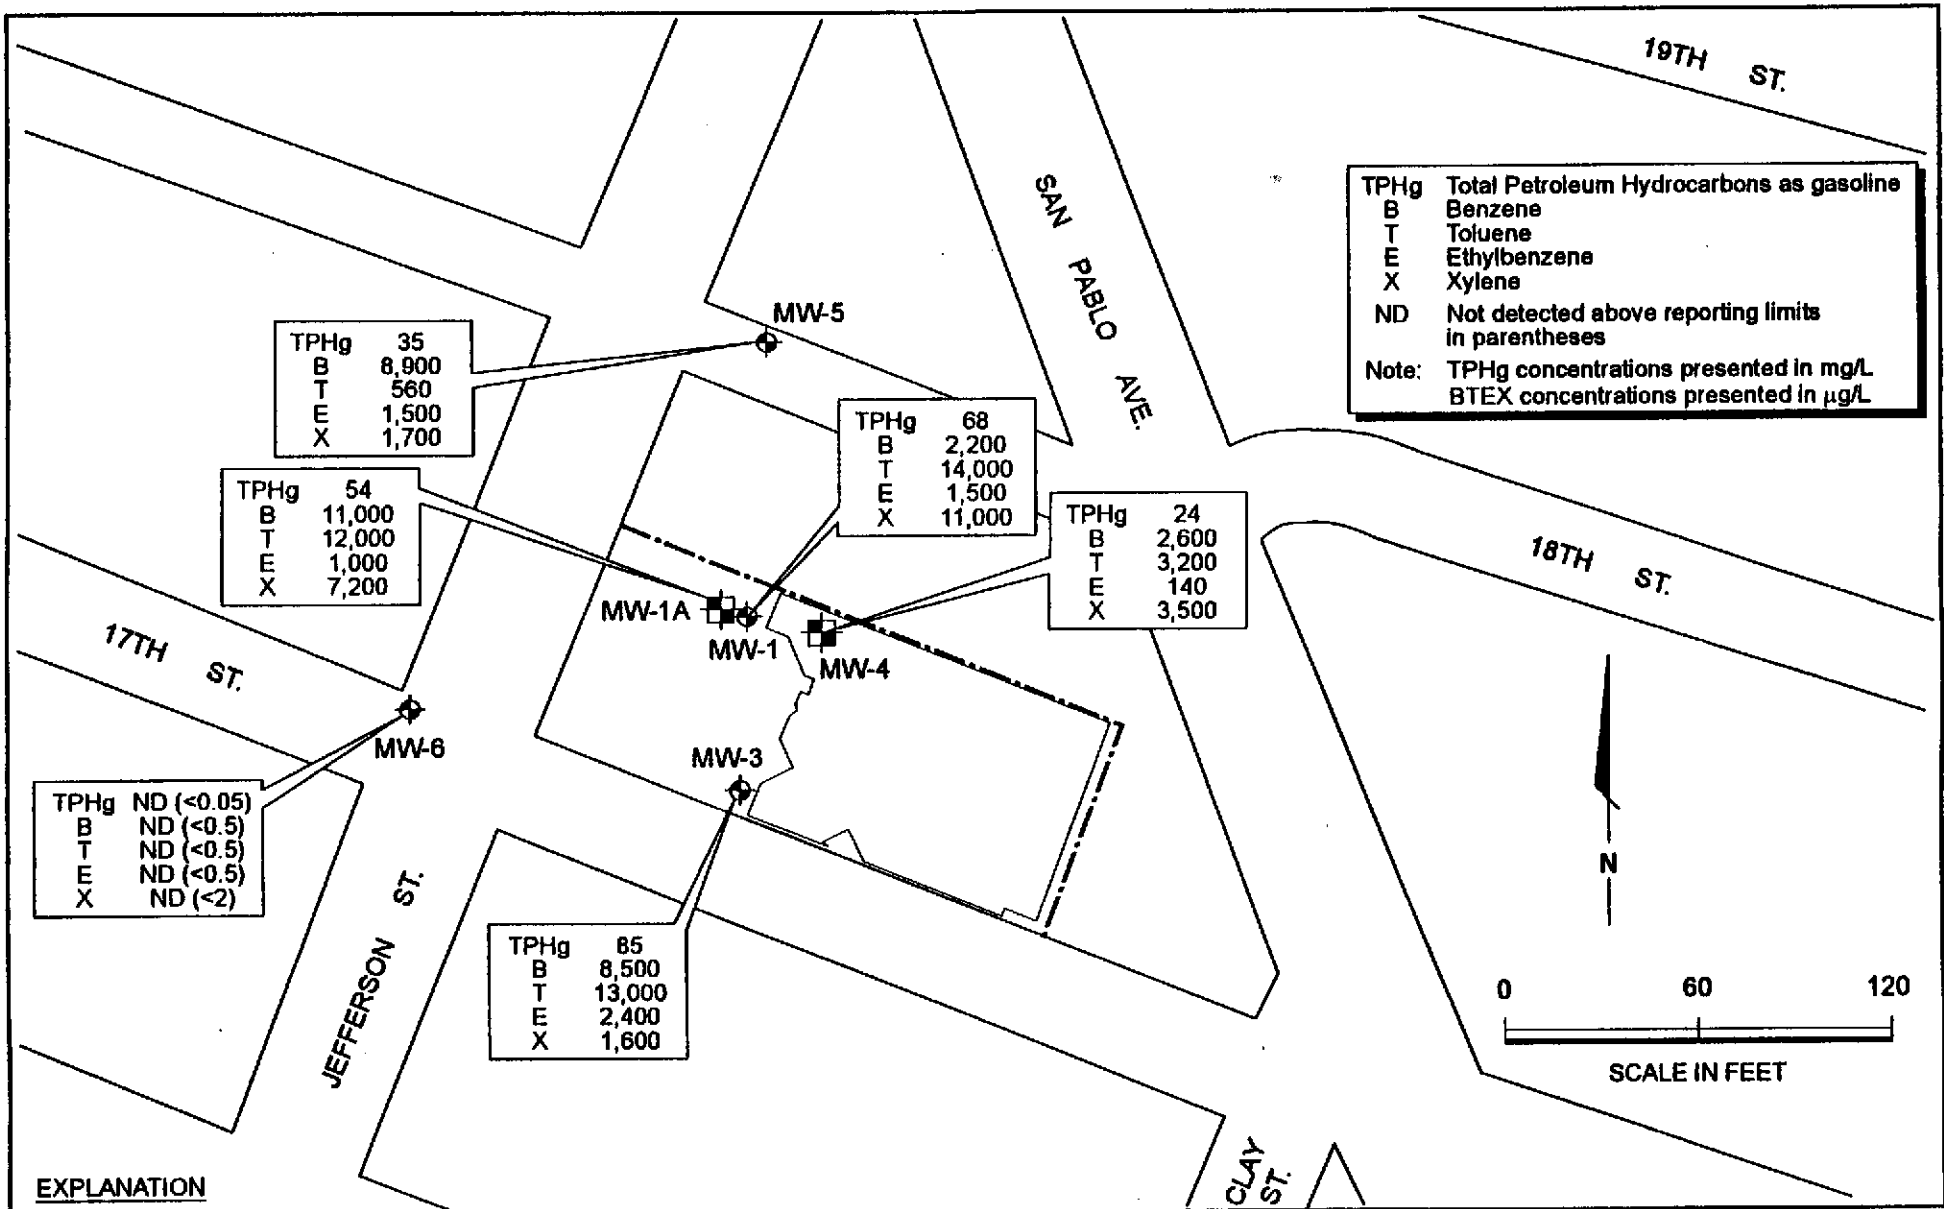 19TH ST.
TPHg Total Petroleum Hydrocarbons as gasoline
B Benzene
T Toluene
E Ethylbenzene
X Xylene
ND Not detected above reporting limits
in parentheses
Note: TPHg concentrations presented in mg/L
BTEX concentrations presented in µg/L
SAN PABLO AVE.
MW-5
TPHg 35
B 8,900
T 560
E 1,500
X 1,700
TPHg 68
B 2,200
T 14,000
E 1,500
X 11,000
TPHg 54
B 11,000
T 12,000
E 1,000
X 7,200
TPHg 24
B 2,600
T 3,200
E 140
X 3,500
18TH ST.
MW-1A
MW-1
MW-4
17TH ST.
MW-6
MW-3
TPHg ND (<0.05)
B ND (<0.5)
T ND (<0.5)
E ND (<0.5)
X ND (<2)
N
JEFFERSON ST.
TPHg 85
B 8,500
T 13,000
E 2,400
X 1,600
0 60 120
SCALE IN FEET
CLAY ST.
EXPLANATION